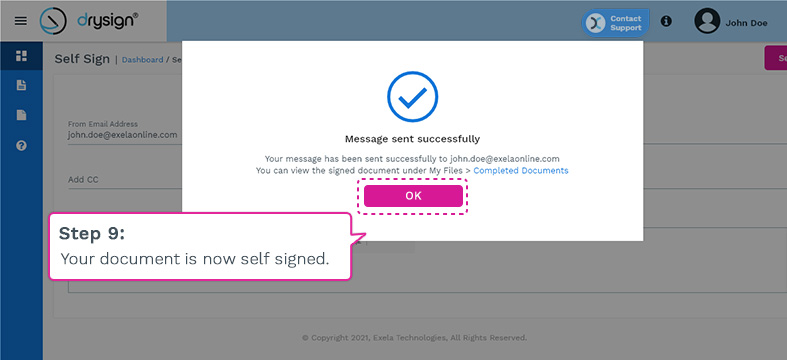 drysign®
Contact
Support
John Doe
Self Sign | Dashboard / Se
Se
Message sent successfully
From Email Address
john.doe@exelaonline.com
Your message has been sent successfully to john.doe@exelaonline.com
You can view the signed document under My Files > Completed Documents
Add CC
OK
Step 9:
Your document is now self signed.
© Copyright 2021, Exela Technologies, All Rights Reserved.